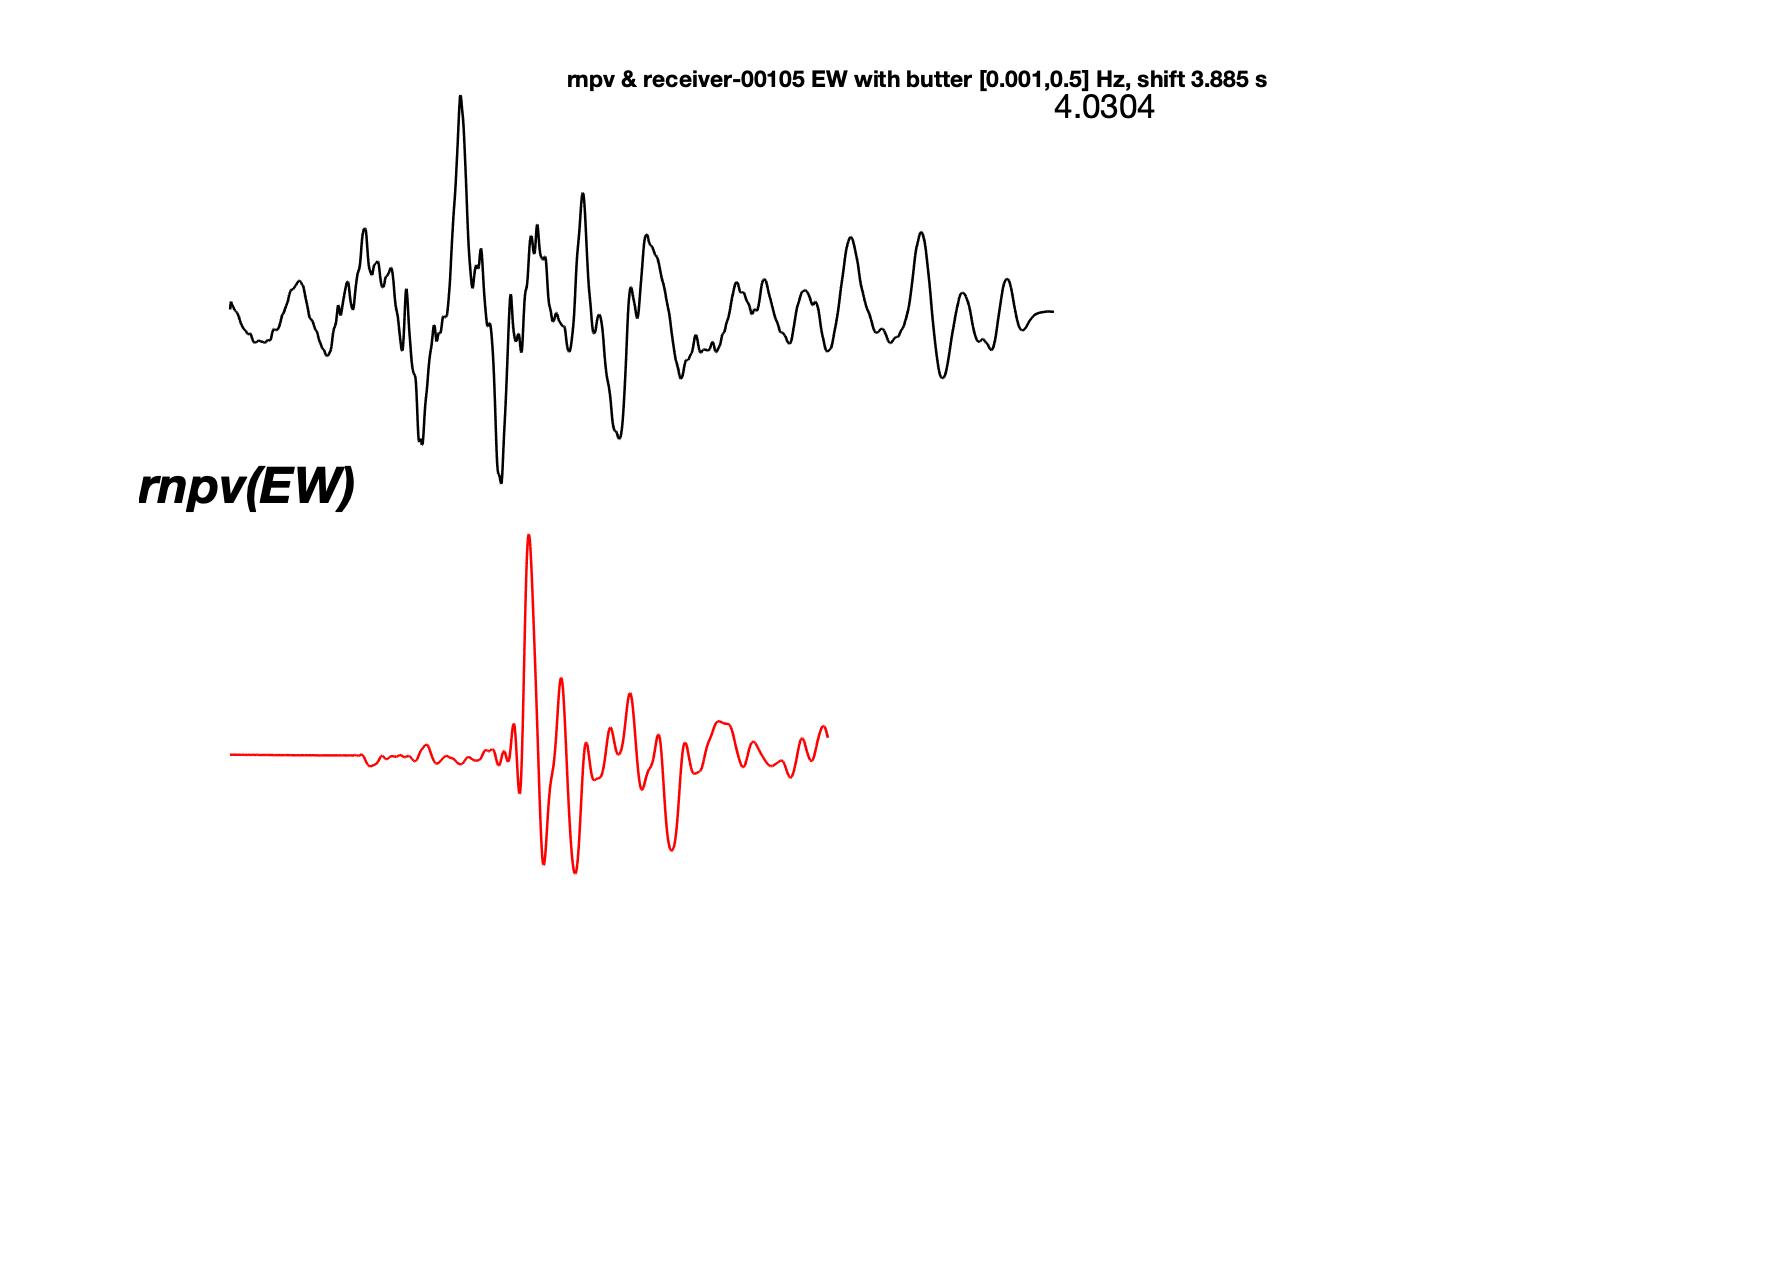 rnpv & receiver-00105 EW with butter [0.001,0.5] Hz, shift 3.885 s
4.0304
rnpv(EW)